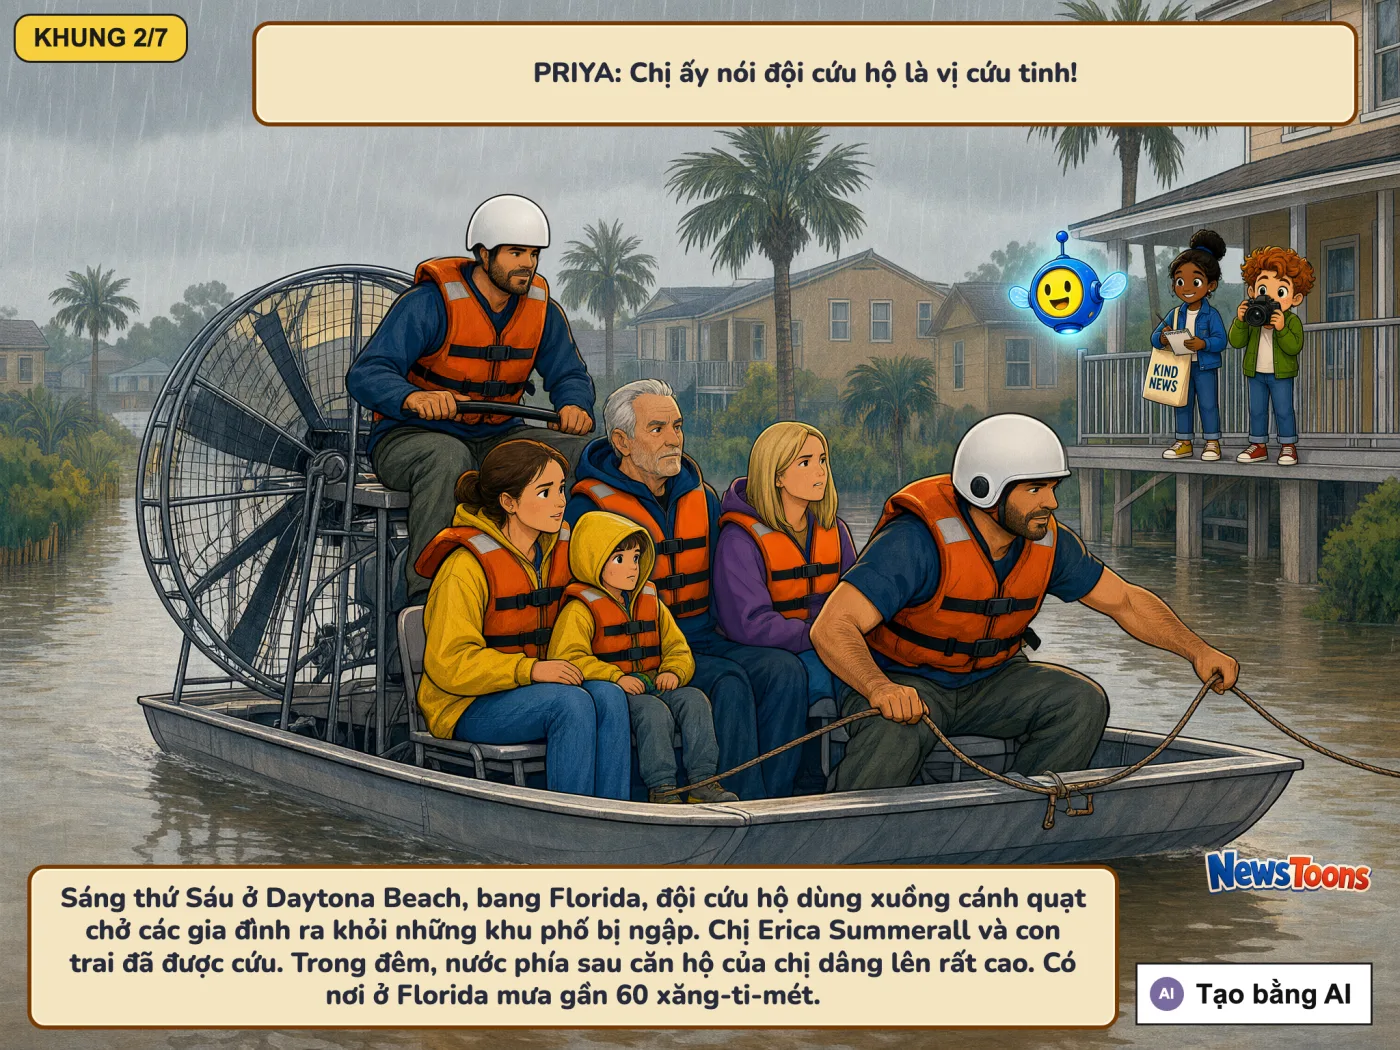 KHUNG 2/7
PRIYA: Chị ấy nói đội cứu hộ là vị cứu tinh!
KIND
NEWS
Sáng thứ Sáu ở Daytona Beach, bang Florida, đội cứu hộ dùng xuồng cánh quạt
chở các gia đình ra khỏi những khu phố bị ngập. Chị Erica Summerall và con
trai đã được cứu. Trong đêm, nước phía sau căn hộ của chị dâng lên rất cao. Có
nơi ở Florida mưa gần 60 xăng-ti-mét.
NEWSTOONS
AI Tạo bằng AI